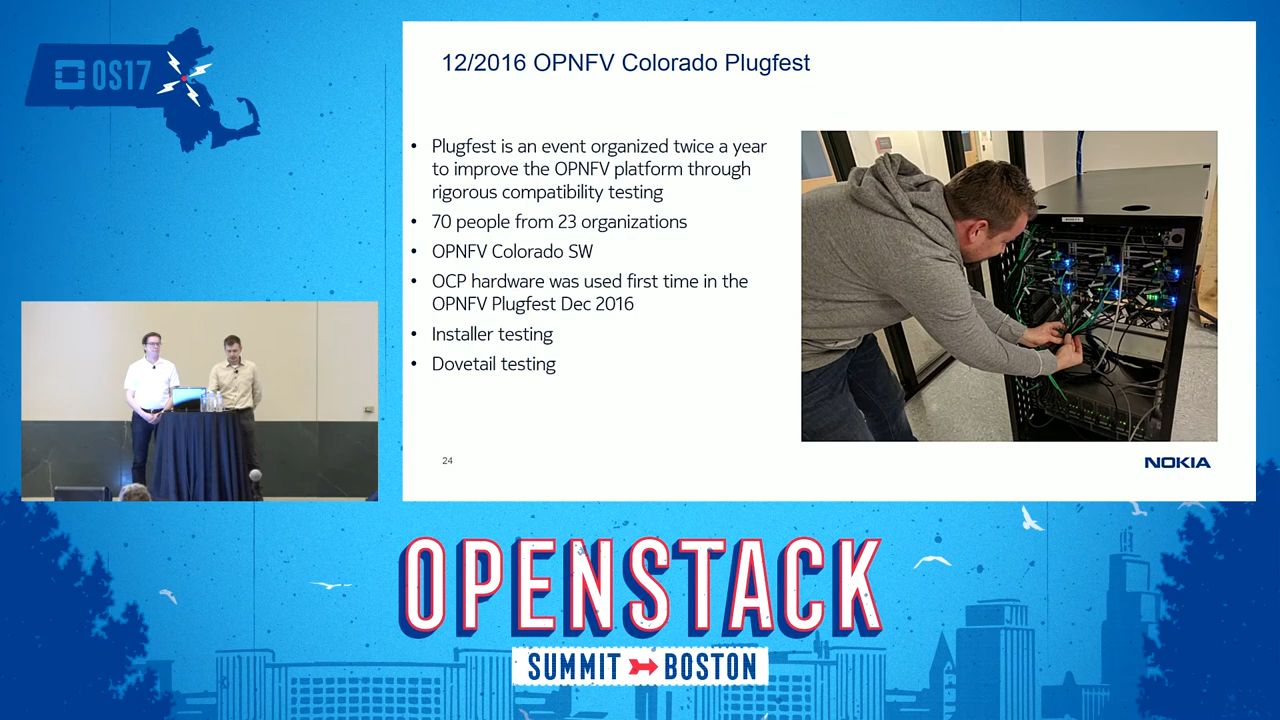 OS17
12/2016 OPNFV Colorado Plugfest
• Plugfest is an event organized twice a year
to improve the OPNFV platform through
rigorous compatibility testing
• 70 people from 23 organizations
• OPNFV Colorado SW
• OCP hardware was used first time in the
OPNFV Plugfest Dec 2016
• Installer testing
• Dovetail testing
24
NOKIA
OPENSTACK
SUMMIT BOSTON